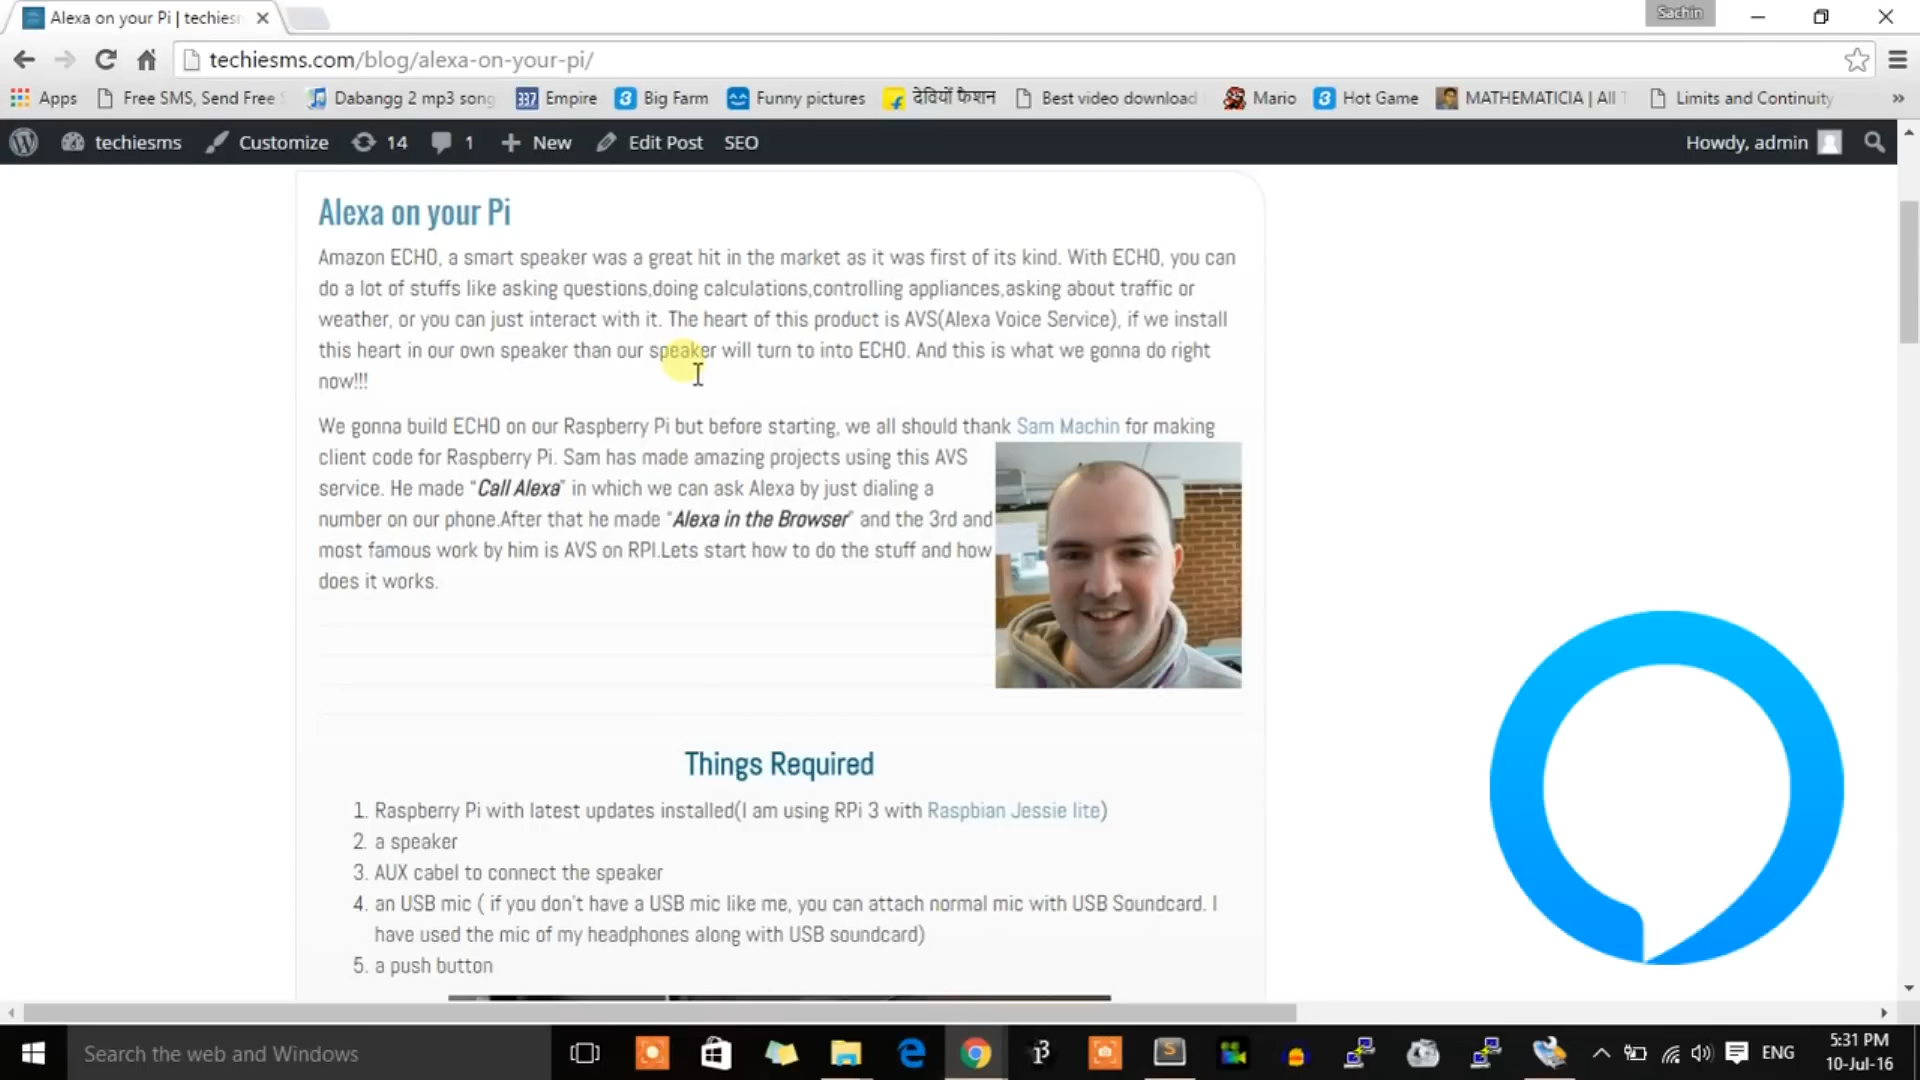 Alexa on your Pi | techiesn
Sachin
techiesms.com/blog/alexa-on-your-pi/
Apps Free SMS, Send Free Dabangg 2 mp3 song Empire Big Farm Funny pictures देवियों फैशन Best video download Mario Hot Game MATHEMATICIA | All Limits and Continuity »
techiesms Customize 14 1 New Edit Post SEO Howdy, admin
Alexa on your Pi
Amazon ECHO, a smart speaker was a great hit in the market as it was first of its kind. With ECHO, you can
do a lot of stuffs like asking questions,doing calculations,controlling appliances,asking about traffic or
weather, or you can just interact with it. The heart of this product is AVS(Alexa Voice Service), if we install
this heart in our own speaker than our speaker will turn to into ECHO. And this is what we gonna do right
now!!!
We gonna build ECHO on our Raspberry Pi but before starting, we all should thank Sam Machin for making
client code for Raspberry Pi. Sam has made amazing projects using this AVS
service. He made "Call Alexa" in which we can ask Alexa by just dialing a
number on our phone.After that he made "Alexa in the Browser" and the 3rd and
most famous work by him is AVS on RPI.Lets start how to do the stuff and how
does it works.
Things Required
1. Raspberry Pi with latest updates installed(I am using RPi 3 with Raspbian Jessie lite)
2. a speaker
3. AUX cabel to connect the speaker
4. an USB mic ( if you don't have a USB mic like me, you can attach normal mic with USB Soundcard. I
have used the mic of my headphones along with USB soundcard)
5. a push button
Search the web and Windows
ENG
5:31 PM
10-Jul-16